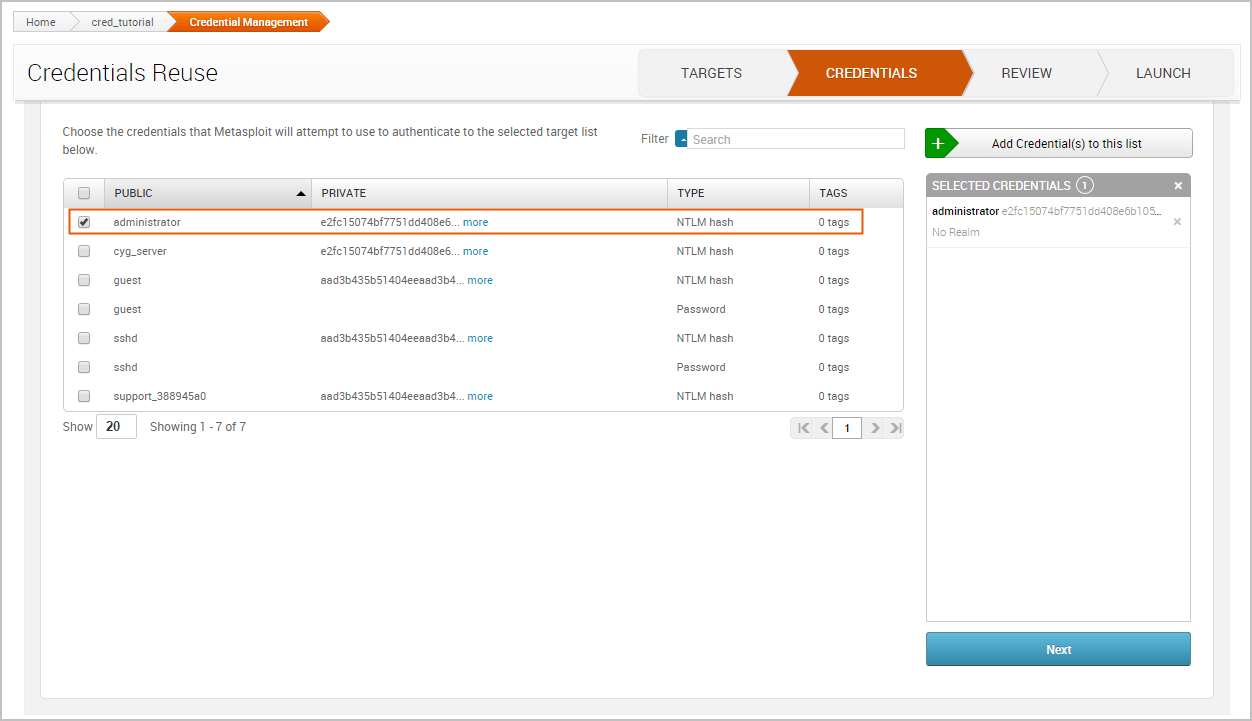 Home cred_tutorial Credential Management
Credentials Reuse
TARGETS CREDENTIALS REVIEW LAUNCH
Choose the credentials that Metasploit will attempt to use to authenticate to the selected target list
below.
Filter Search
PUBLIC PRIVATE TYPE TAGS
administrator e2fc15074bf7751dd408e6... more NTLM hash 0 tags
cyg_server e2fc15074bf7751dd408e6... more NTLM hash 0 tags
guest aad3b435b51404eeaad3b4... more NTLM hash 0 tags
guest Password 0 tags
sshd aad3b435b51404eeaad3b4... more NTLM hash 0 tags
sshd Password 0 tags
support_388945a0 aad3b435b51404eeaad3b4... more NTLM hash 0 tags
Show 20 Showing 1 - 7 of 7
1
Add Credential(s) to this list
SELECTED CREDENTIALS 1
administrator e2fc15074bf7751dd408e6b105...
No Realm
Next